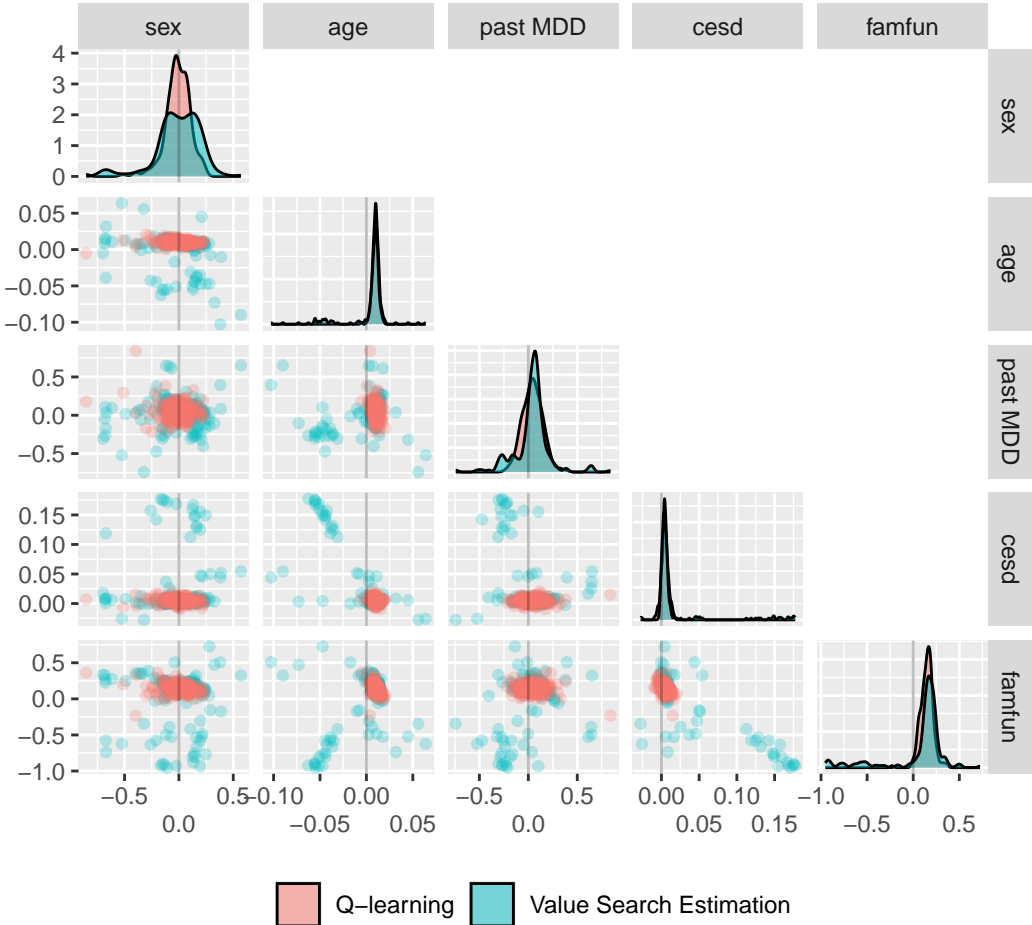 sex age past MDD cesd famfun
4
3
2
1
0
sex
0.05
0.00
−0.05
−0.10
age
0.5
0.0
−0.5
past MDD
0.15
0.10
0.05
0.00
cesd
0.5
0.0
−0.5
−1.0
famfun
−0.5 0.5 −0.10 0.00 −0.5 0.5 0.00 0.10 −1.0 0.0
0.0 −0.05 0.05 0.0 0.05 0.15 −0.5 0.5
Q−learning Value Search Estimation